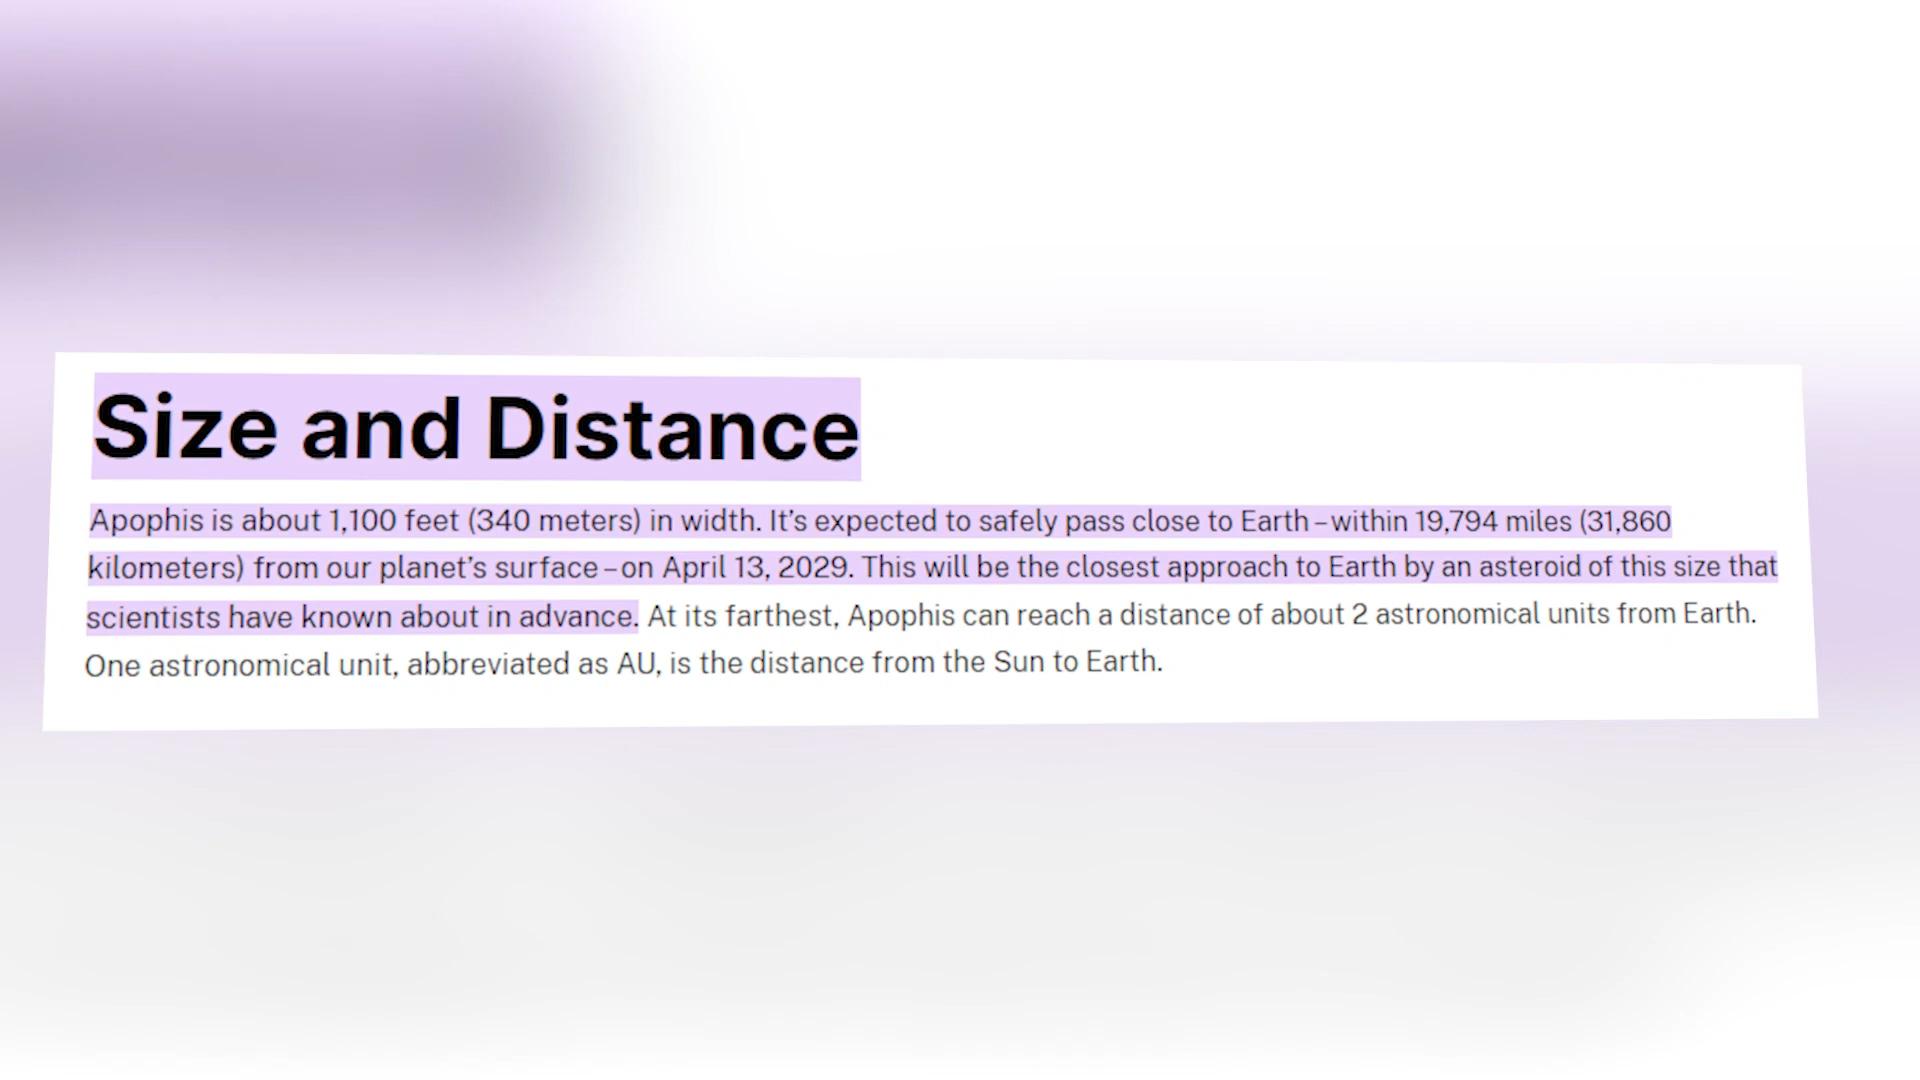 Size and Distance
Apophis is about 1,100 feet (340 meters) in width. It’s expected to safely pass close to Earth – within 19,794 miles (31,860
kilometers) from our planet’s surface – on April 13, 2029. This will be the closest approach to Earth by an asteroid of this size that
scientists have known about in advance. At its farthest, Apophis can reach a distance of about 2 astronomical units from Earth.
One astronomical unit, abbreviated as AU, is the distance from the Sun to Earth.